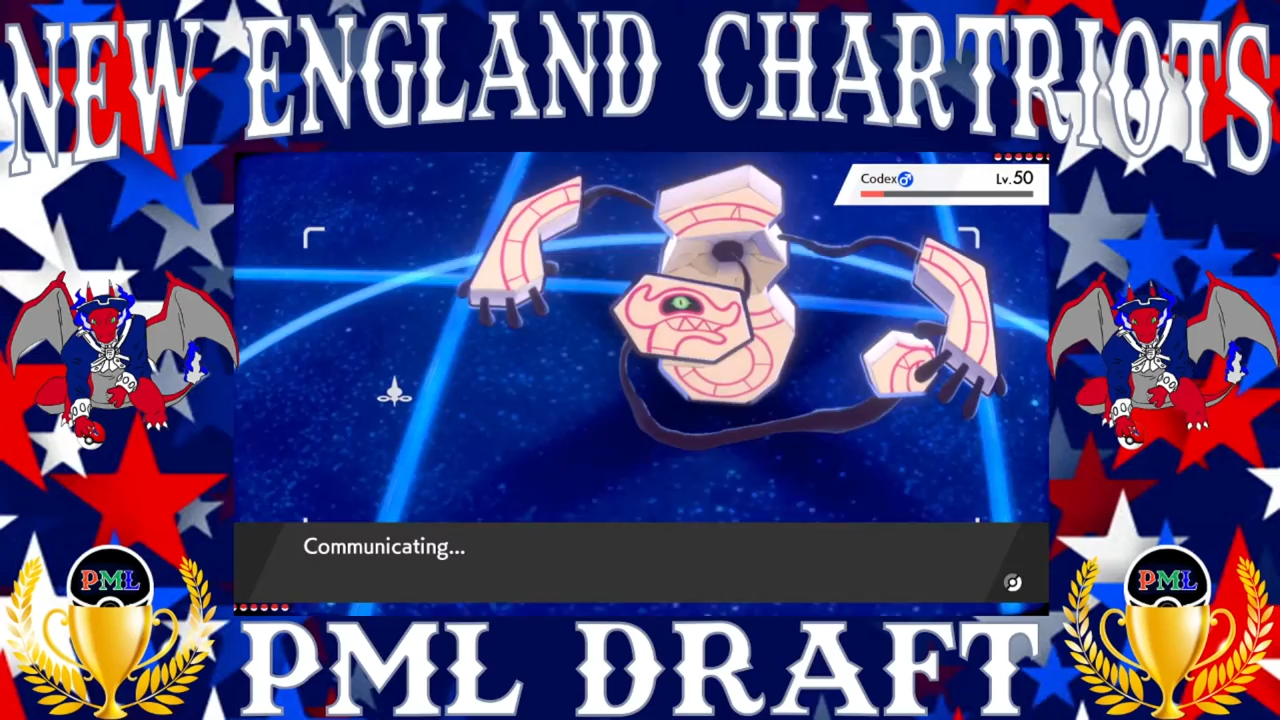 NEW ENGLAND CHARTRIOTS
Codex♂ Lv. 50
Communicating...
PML
PML
PML DRAFT